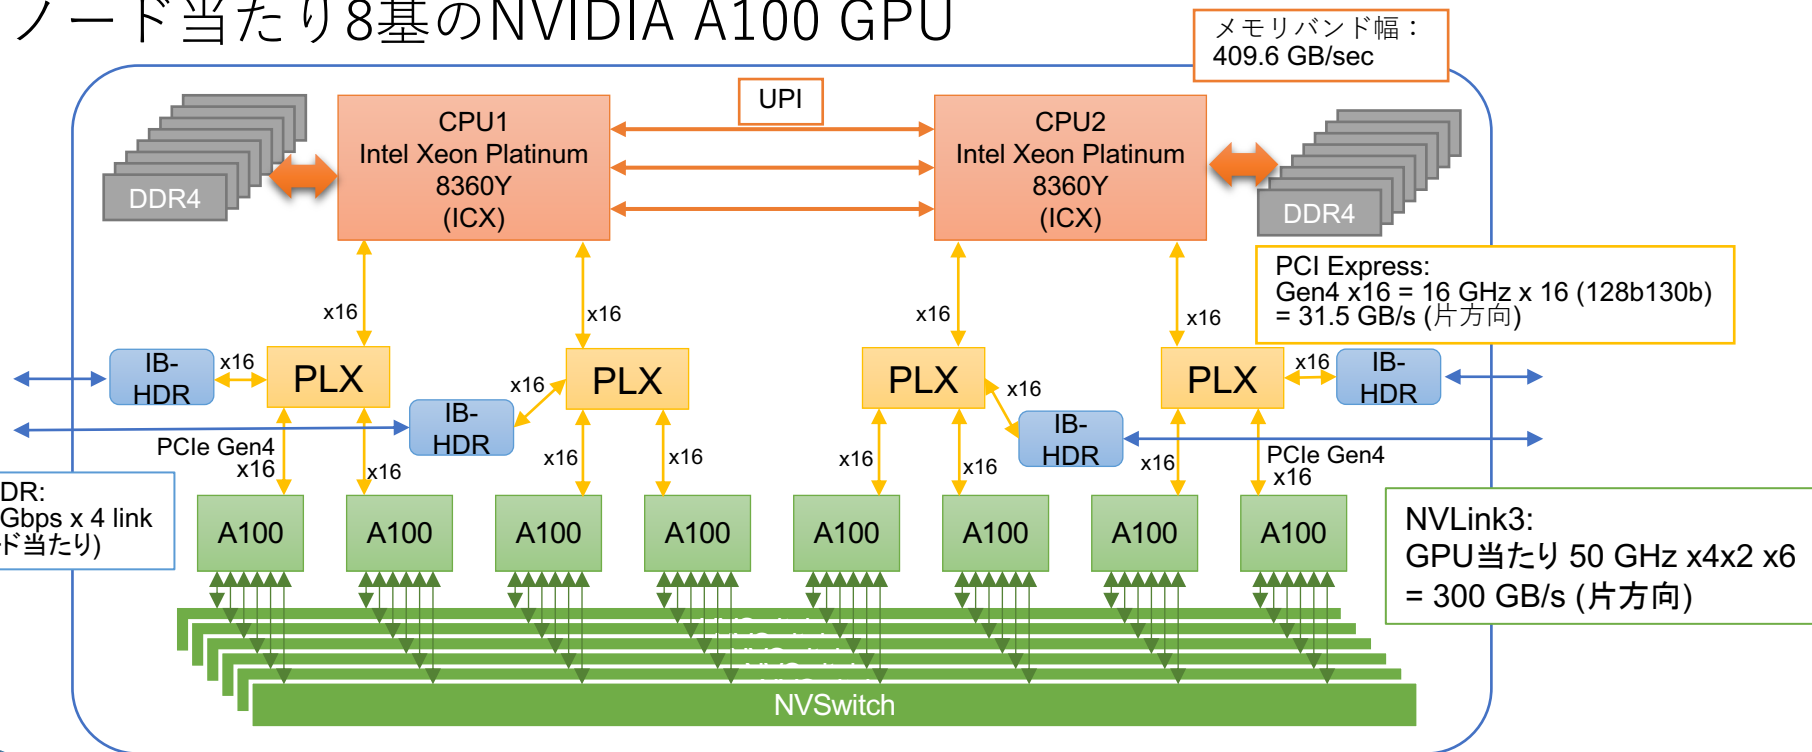 ノード当たり8基のNVIDIA A100 GPU
メモリバンド幅：
409.6 GB/sec
UPI
CPU1
Intel Xeon Platinum
8360Y
(ICX)
CPU2
Intel Xeon Platinum
8360Y
(ICX)
DDR4
DDR4
PCI Express:
Gen4 x16 = 16 GHz x 16 (128b130b)
= 31.5 GB/s (片方向)
x16
x16
x16
x16
IB-
HDR
x16
PLX
x16
PLX
PLX
x16
PLX
x16
IB-
HDR
IB-
HDR
IB-
HDR
PCIe Gen4
x16
x16
x16
x16
x16
x16
x16
PCIe Gen4
x16
DR:
Gbps x 4 link
ド当たり)
A100
A100
A100
A100
A100
A100
A100
A100
NVLink3:
GPU当たり 50 GHz x4x2 x6
= 300 GB/s (片方向)
NVSwitch